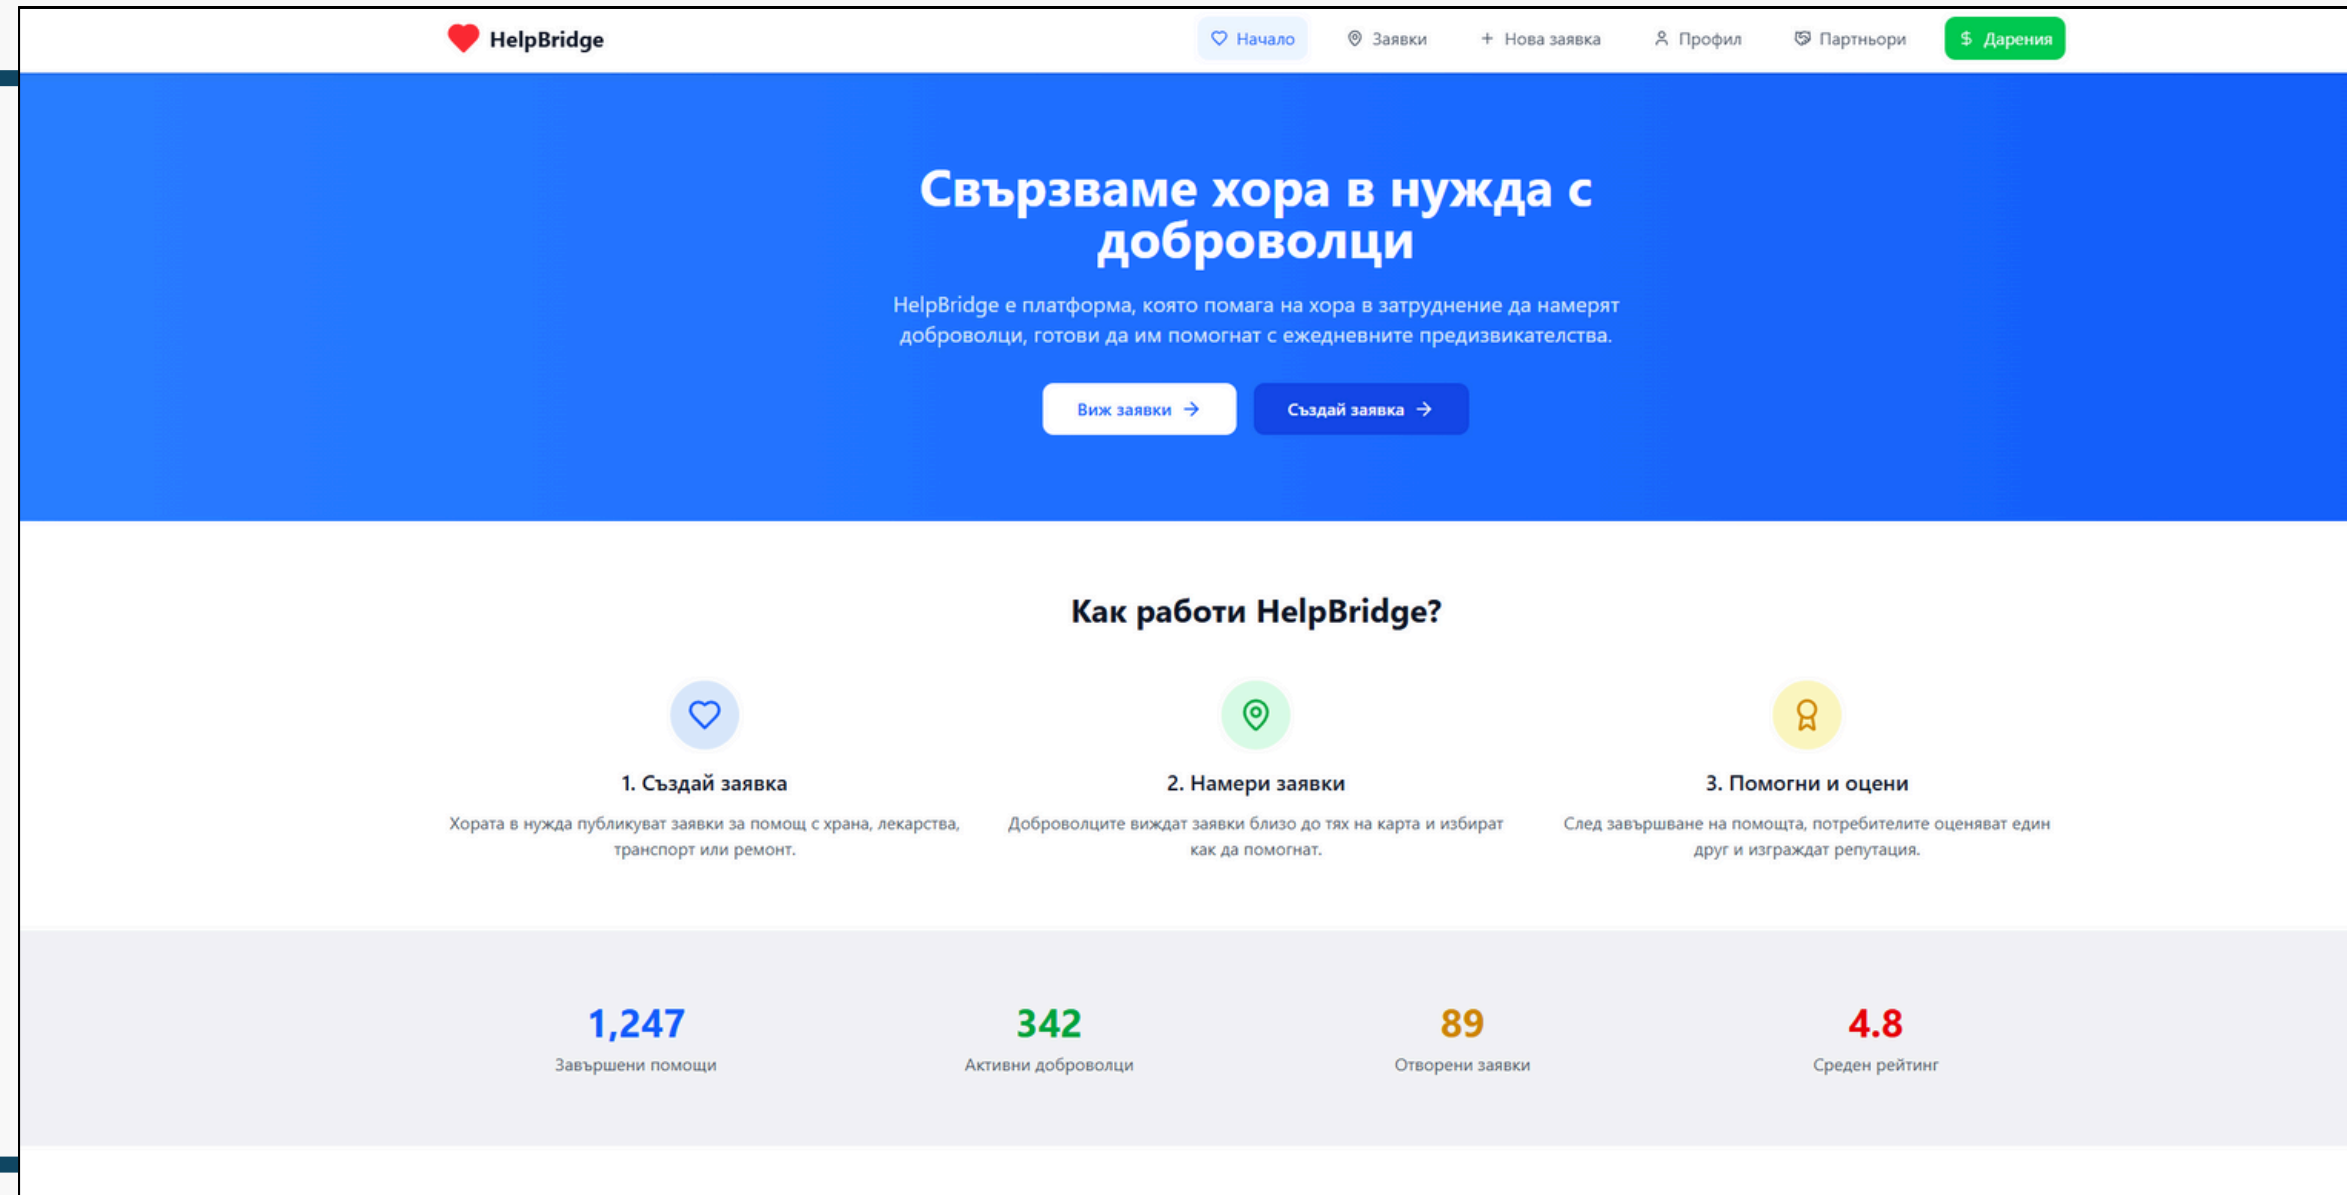 HelpBridge
Начало
Заявки
+ Нова заявка
Профил
Партньори
$ Дарения
Свързваме хора в нужда с
доброволци
HelpBridge е платформа, която помага на хора в затруднение да намерят
доброволци, готови да им помогнат с ежедневните предизвикателства.
Виж заявки →
Създай заявка →
Как работи HelpBridge?
1. Създай заявка
Хората в нужда публикуват заявки за помощ с храна, лекарства,
транспорт или ремонт.
2. Намери заявки
Доброволците виждат заявки близо до тях на карта и избират
как да помогнат.
3. Помогни и оцени
След завършване на помощта, потребителите оценяват един
друг и изграждат репутация.
1,247
Завършени помощи
342
Активни доброволци
89
Отворени заявки
4.8
Среден рейтинг